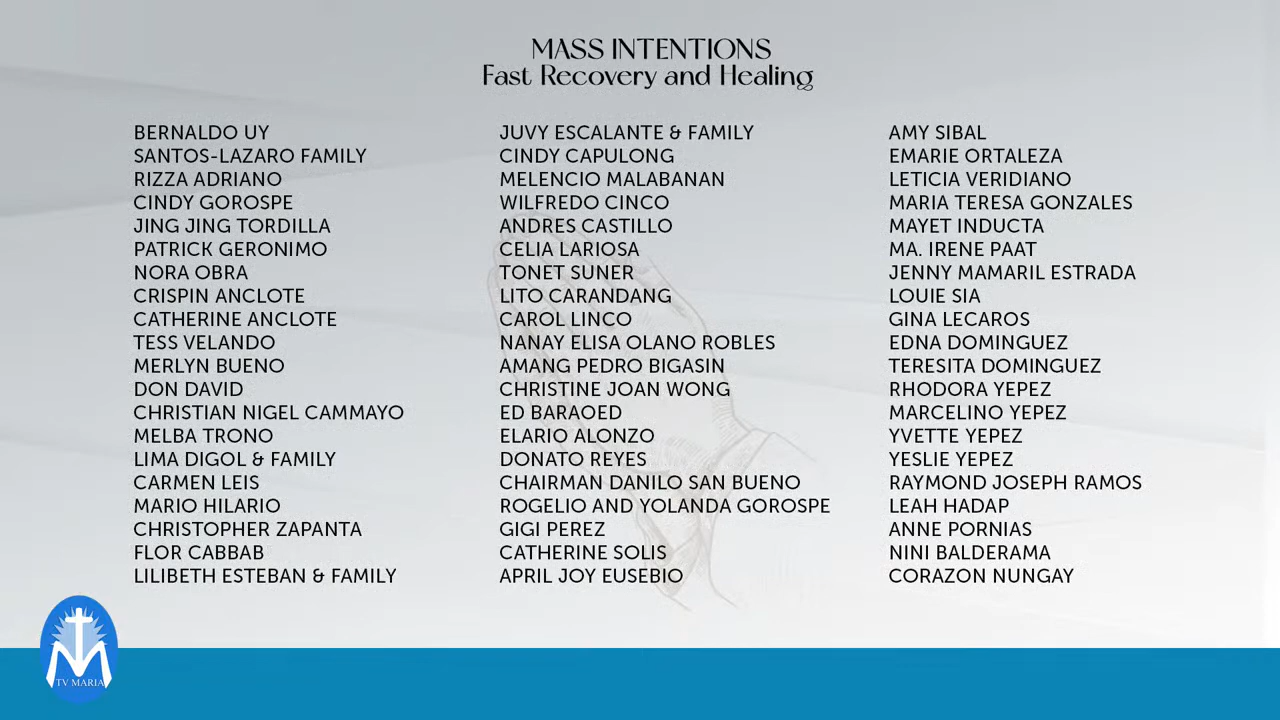 MASS INTENTIONS
Fast Recovery and Healing
BERNALDO UY
SANTOS-LAZARO FAMILY
RIZZA ADRIANO
CINDY GOROSPE
JING JING TORDILLA
PATRICK GERONIMO
NORA OBRA
CRISPIN ANCLOTE
CATHERINE ANCLOTE
TESS VELANDO
MERLYN BUENO
DON DAVID
CHRISTIAN NIGEL CAMMAYO
MELBA TRONO
LIMA DIGOL & FAMILY
CARMEN LEIS
MARIO HILARIO
CHRISTOPHER ZAPANTA
FLOR CABBAB
LILIBETH ESTEBAN & FAMILY
JUVY ESCALANTE & FAMILY
CINDY CAPULONG
MELENCIO MALABANAN
WILFREDO CINCO
ANDRES CASTILLO
CELIA LARIOSA
TONET SUNER
LITO CARANDANG
CAROL LINCO
NANAY ELISA OLANO ROBLES
AMANG PEDRO BIGASIN
CHRISTINE JOAN WONG
ED BARAOED
ELARIO ALONZO
DONATO REYES
CHAIRMAN DANILO SAN BUENO
ROGELIO AND YOLANDA GOROSPE
GIGI PEREZ
CATHERINE SOLIS
APRIL JOY EUSEBIO
AMY SIBAL
EMARIE ORTALEZA
LETICIA VERIDIANO
MARIA TERESA GONZALES
MAYET INDUCTA
MA. IRENE PAAT
JENNY MAMARIL ESTRADA
LOUIE SIA
GINA LECAROS
EDNA DOMINGUEZ
TERESITA DOMINGUEZ
RHODORA YEPEZ
MARCELINO YEPEZ
YVETTE YEPEZ
YESLIE YEPEZ
RAYMOND JOSEPH RAMOS
LEAH HADAP
ANNE PORNIAS
NINI BALDERAMA
CORAZON NUNGAY
TV MARIA